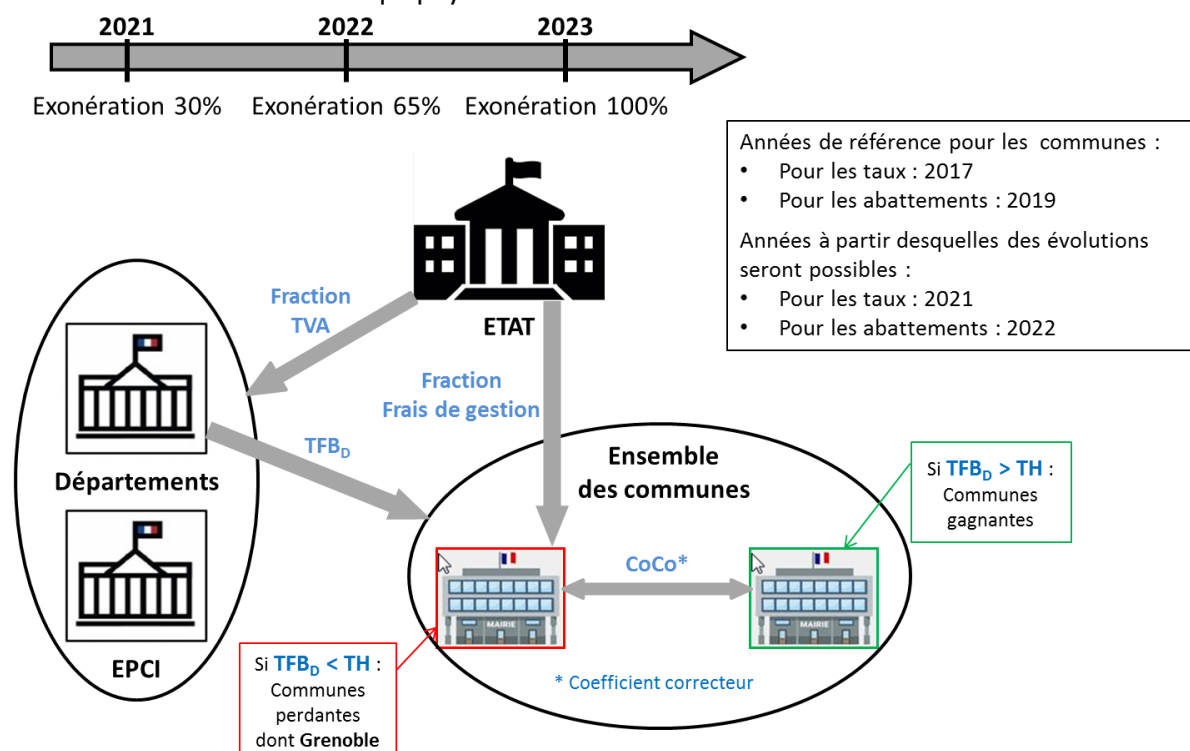 2021
2022
2023
Exonération 30%
Exonération 65%
Exonération 100%
Années de référence pour les communes :
• Pour les taux : 2017
• Pour les abattements : 2019
Années à partir desquelles des évolutions
seront possibles :
• Pour les taux : 2021
• Pour les abattements : 2022
ETAT
Fraction
TVA
Fraction
Frais de gestion
TFBD
Départements
EPCI
Ensemble
des communes
Si TFBD > TH :
Communes
gagnantes
CoCo*
MAIRIE
MAIRIE
Si TFBD < TH :
Communes
perdantes
dont Grenoble
* Coefficient correcteur